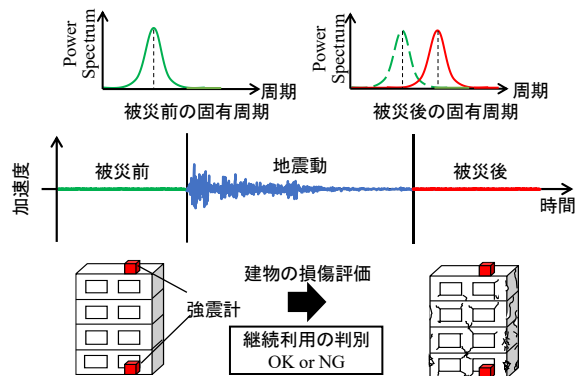 Power
Spectrum
周期
被災前の固有周期
Power
Spectrum
周期
被災後の固有周期
加速度
被災前
地震動
被災後
時間
強震計
建物の損傷評価
継続利用の判別
OK or NG